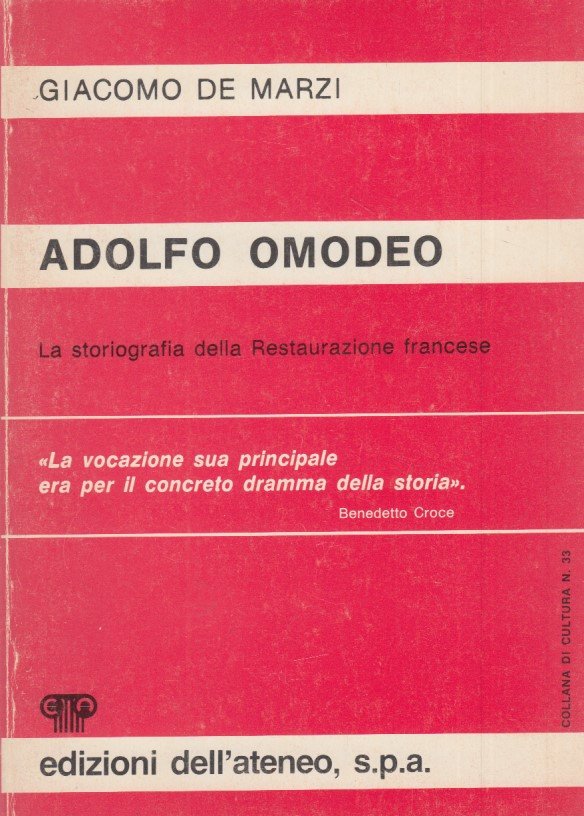 GIACOMO DE MARZI
ADOLFO OMODEO
La storiografia della Restaurazione francese
«La vocazione sua principale
era per il concreto dramma della storia».
Benedetto Croce
COLLANA DI CULTURA N. 33
EA
edizioni dell'ateneo, s.p.a.